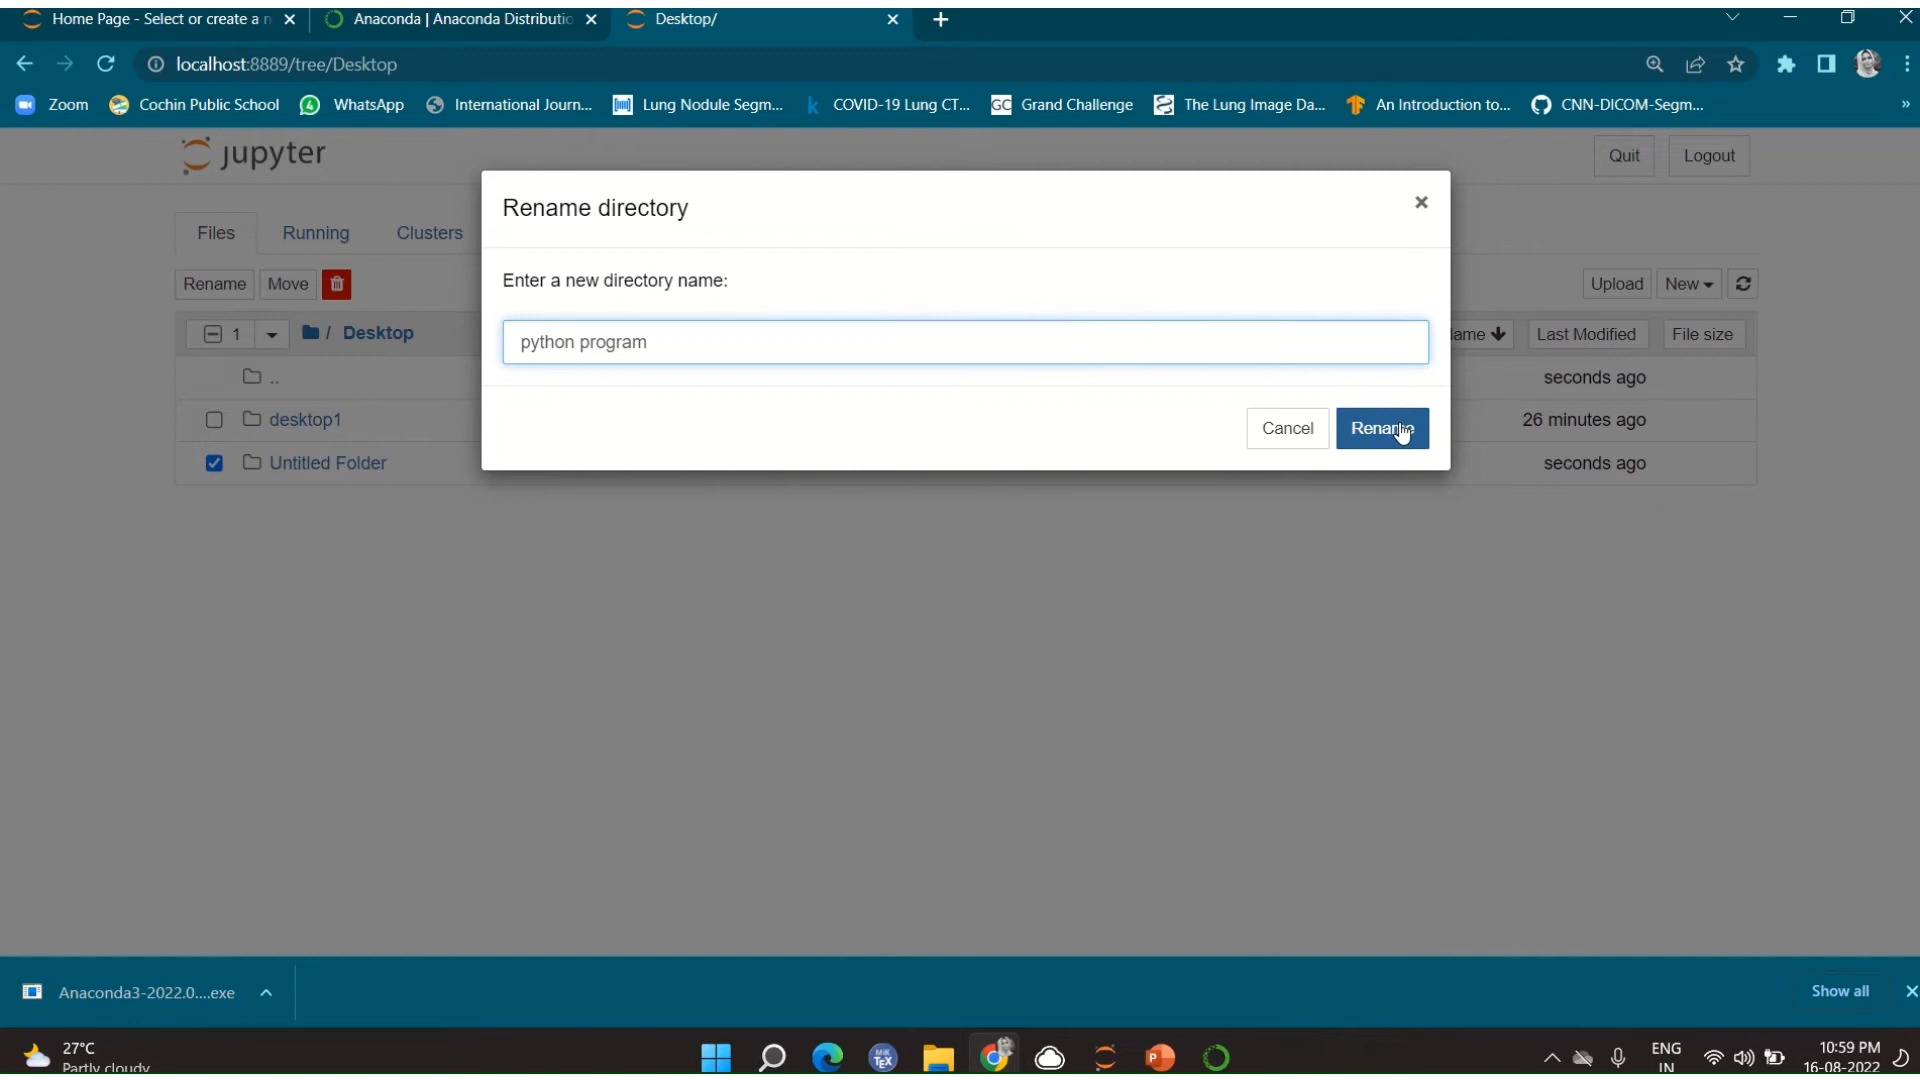 Home Page - Select or create a n
Anaconda | Anaconda Distributio
Desktop/
localhost:8889/tree/Desktop
Zoom
Cochin Public School
WhatsApp
International Journ...
Lung Nodule Segm...
k COVID-19 Lung CT...
GC Grand Challenge
The Lung Image Da...
An Introduction to...
CNN-DICOM-Segm...
»
jupyter
Quit
Logout
Rename directory
×
Files
Running
Clusters
Enter a new directory name:
Rename
Move
Upload
New
python program
1
/ Desktop
ame
Last Modified
File size
..
seconds ago
desktop1
26 minutes ago
Cancel
Rename
Untitled Folder
seconds ago
Anaconda3-2022.0....exe
Show all
27°C
Partly cloudy
ENG
IN
10:59 PM
16-08-2022